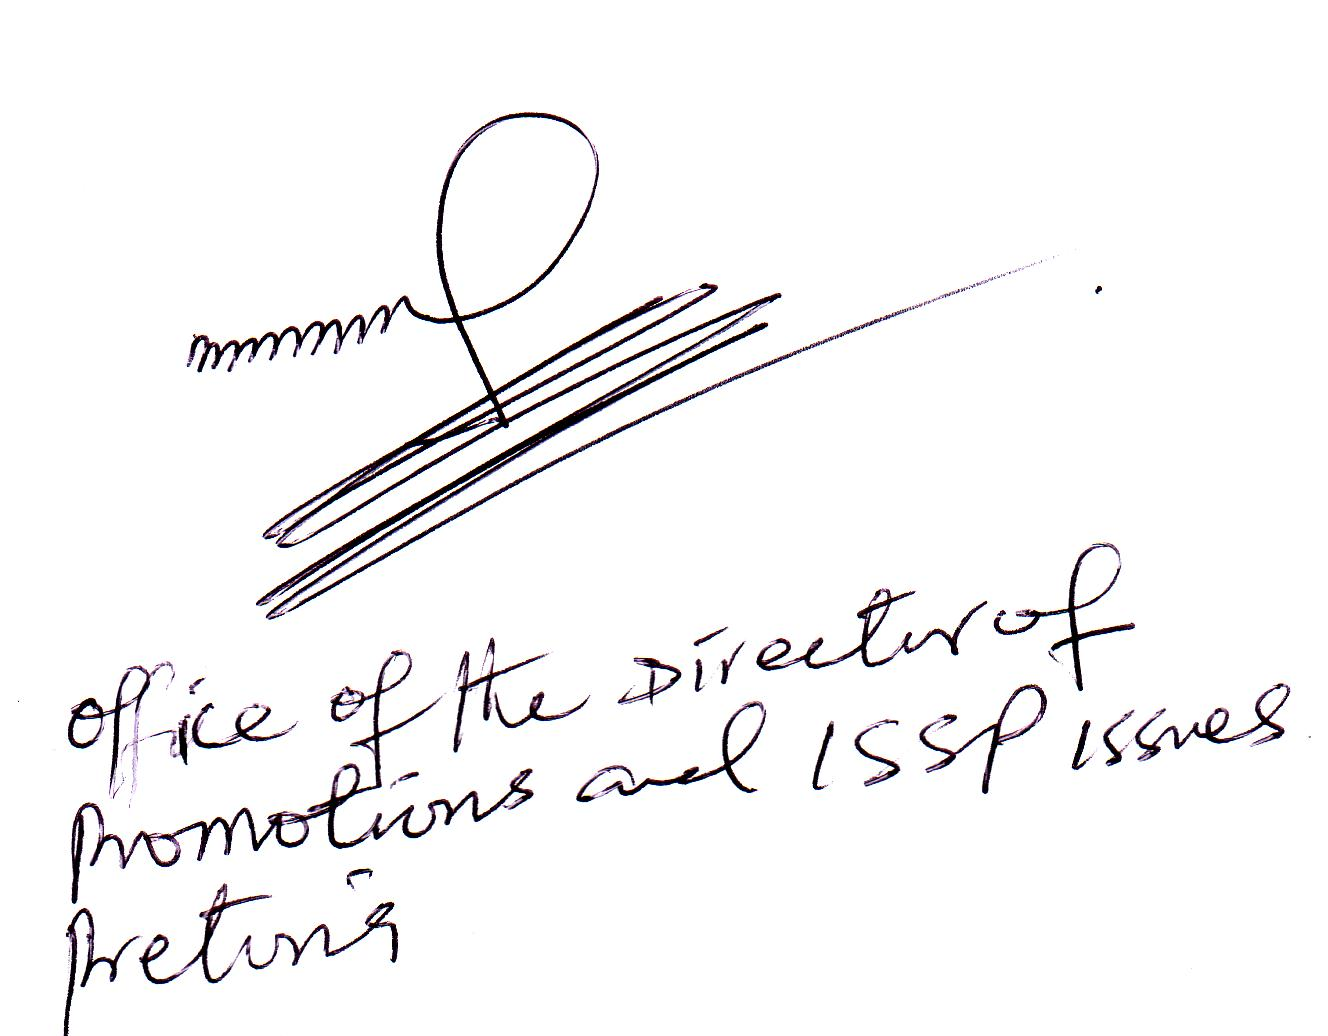 Office of the Director of
Promotions and ISSP issues
Pretoria